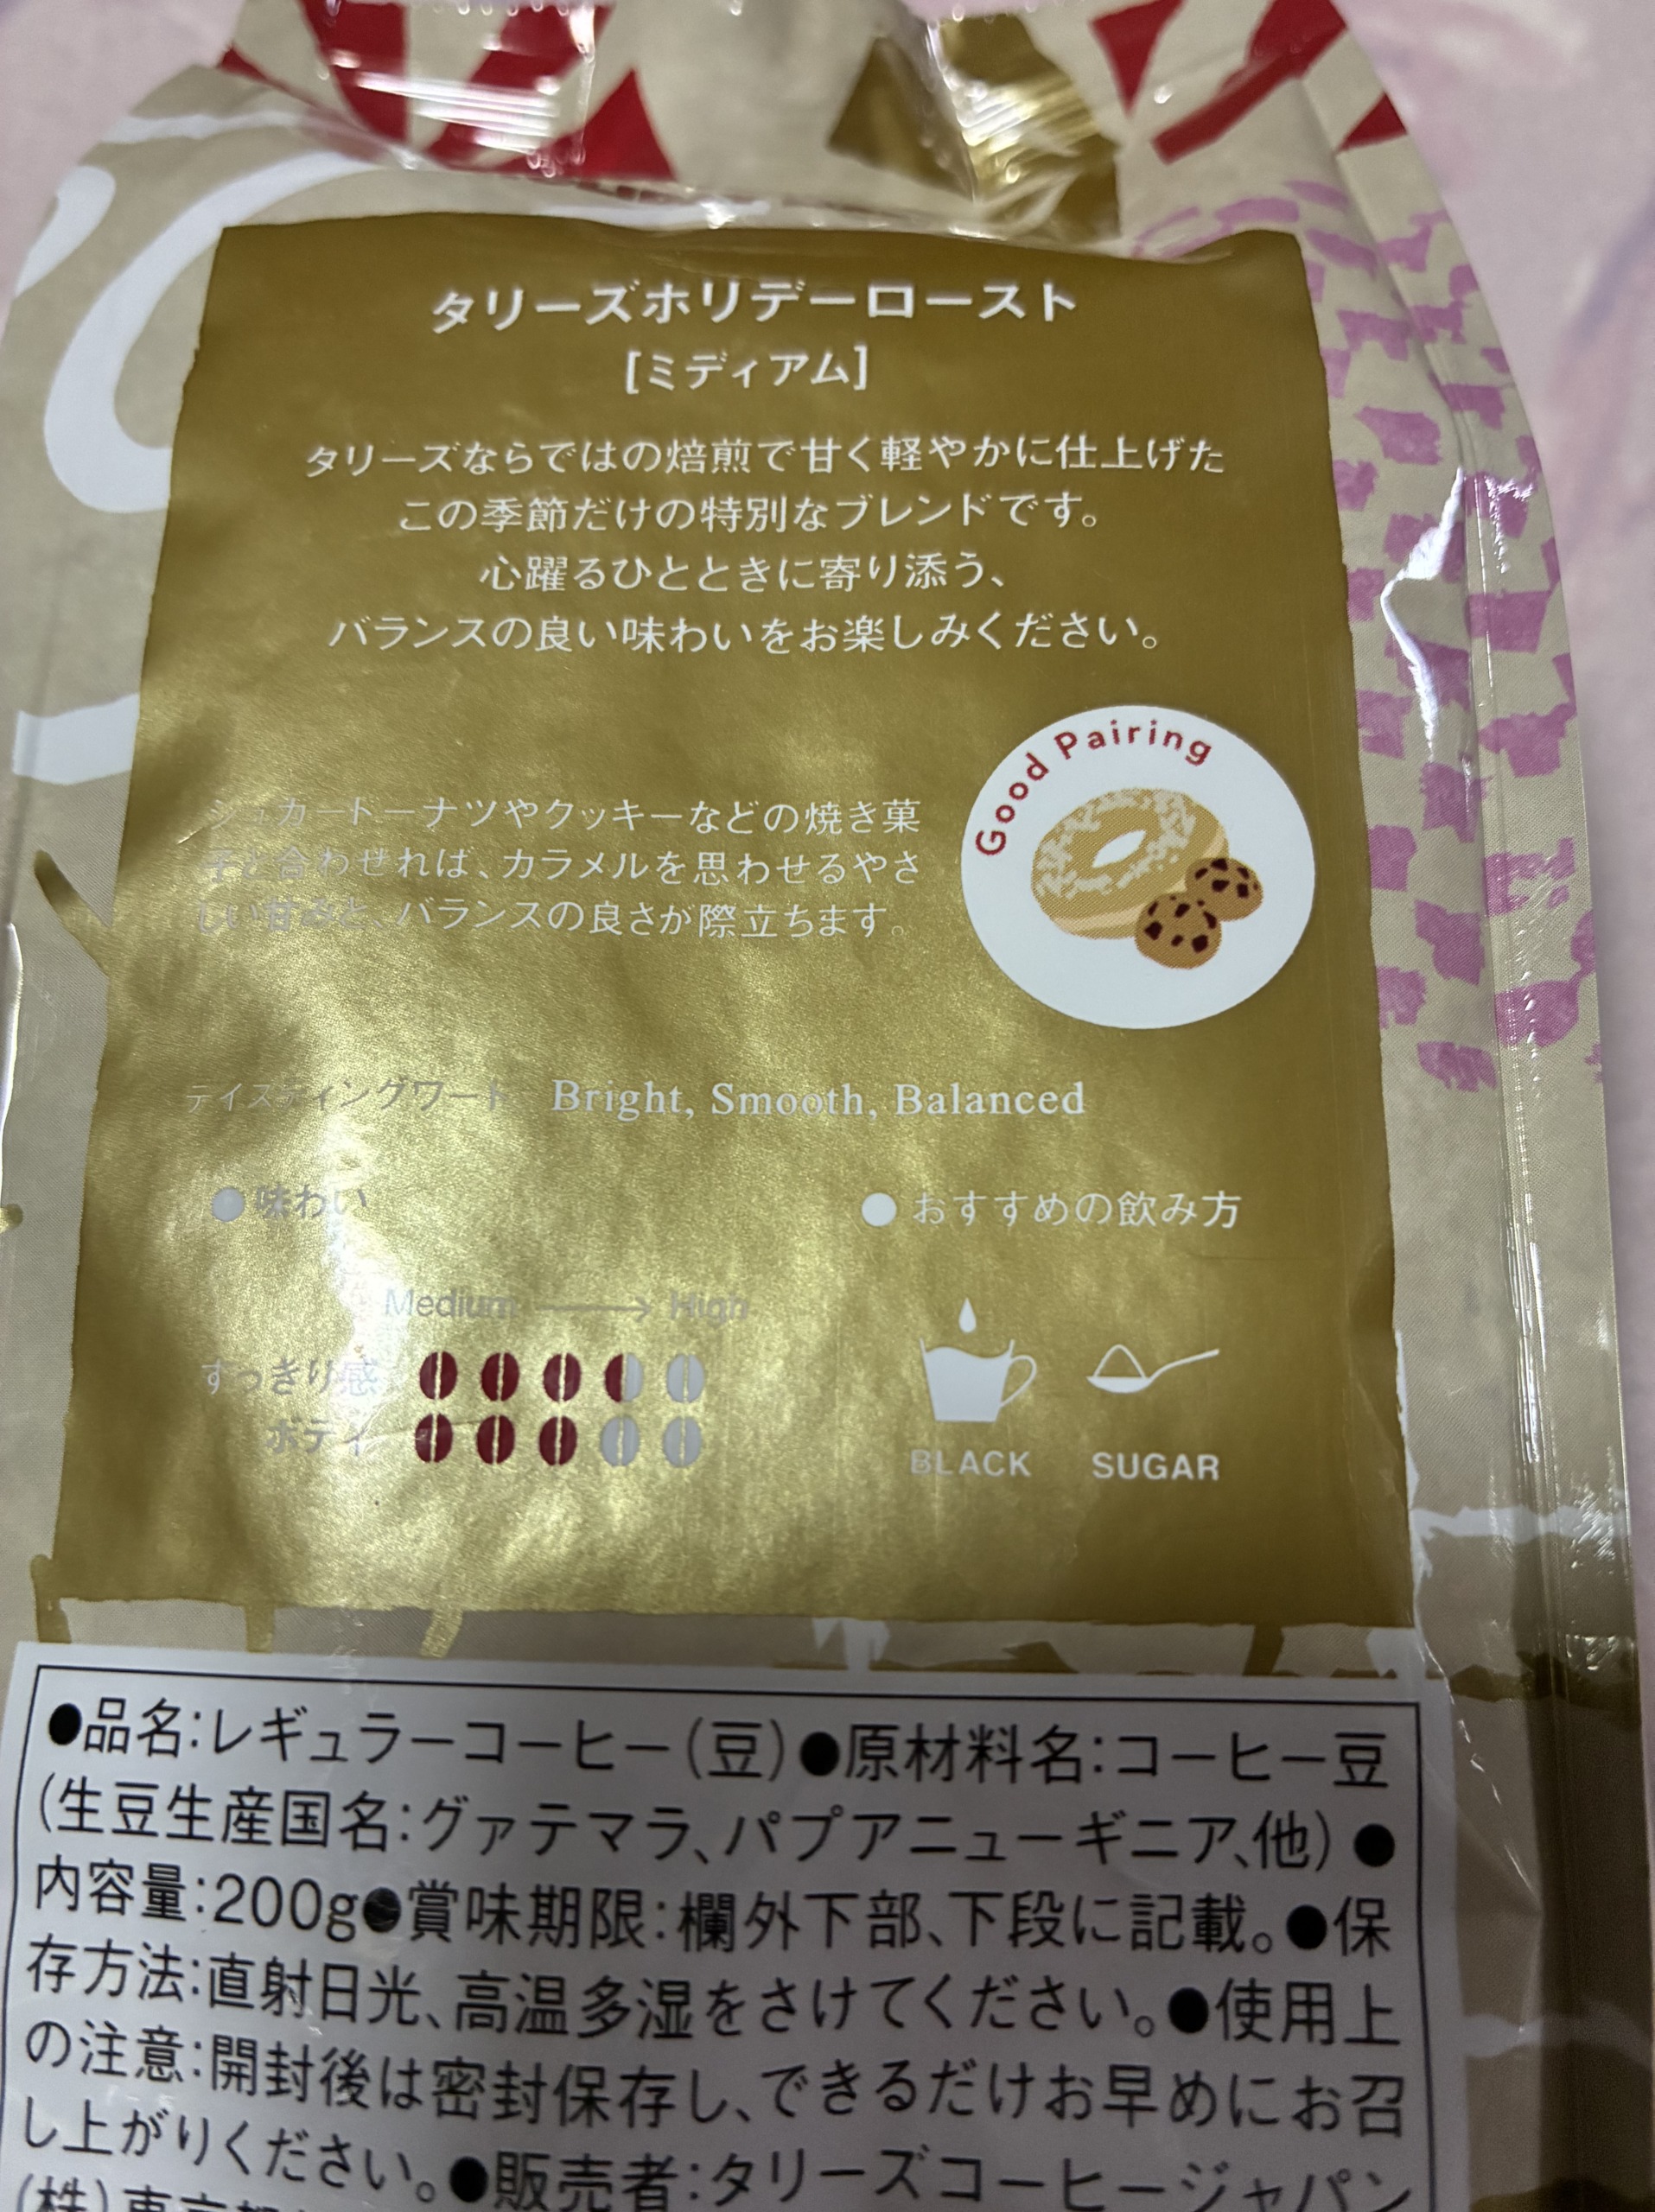 タリーズホリデーロースト
[ミディアム]
タリーズならではの焙煎で甘く軽やかに仕上げた
この季節だけの特別なブレンドです。
心躍るひとときに寄り添う、
バランスの良い味わいをお楽しみください。
Good Pairing
シュガードーナツやクッキーなどの焼き菓
子と合わせれば、カラメルを思わせるやさ
しい甘みと、バランスの良さが際立ちます。
テイスティングワード Bright, Smooth, Balanced
●味わい
Medium → High
すっきり感
ボディ
●おすすめの飲み方
BLACK SUGAR
●品名:レギュラーコーヒー(豆)●原材料名:コーヒー豆
(生豆生産国名:グァテマラ、パプアニューギニア、他)●
内容量:200g●賞味期限:欄外下部、下段に記載。●保
存方法:直射日光、高温多湿をさけてください。●使用上
の注意:開封後は密封保存し、できるだけお早めにお召
し上がりください。●販売者:タリーズコーヒージャパン
(株)東京都